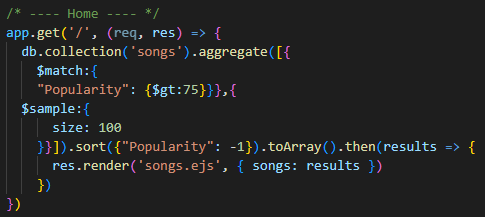 /* ---- Home ---- */
app.get('/', (req, res) => {
  db.collection('songs').aggregate([{
    $match:{
    "Popularity": {$gt:75}}},{
  $sample:{
      size: 100
    }}]).sort({"Popularity": -1}).toArray().then(results => {
      res.render('songs.ejs', { songs: results })
    })
})